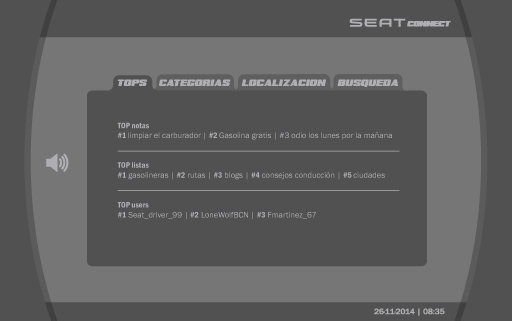 SEAT CONNECT
TOPS CATEGORIAS LOCALIZACION BUSQUEDA
TOP notas
#1 limpiar el carburador | #2 Gasolina gratis | #3 odio los lunes por la mañana
TOP listas
#1 gasolineras | #2 rutas | #3 blogs | #4 consejos conducción | #5 ciudades
TOP users
#1 Seat_driver_99 | #2 LoneWolfBCN | #3 Fmartinez_67
26·11·2014 | 08:35